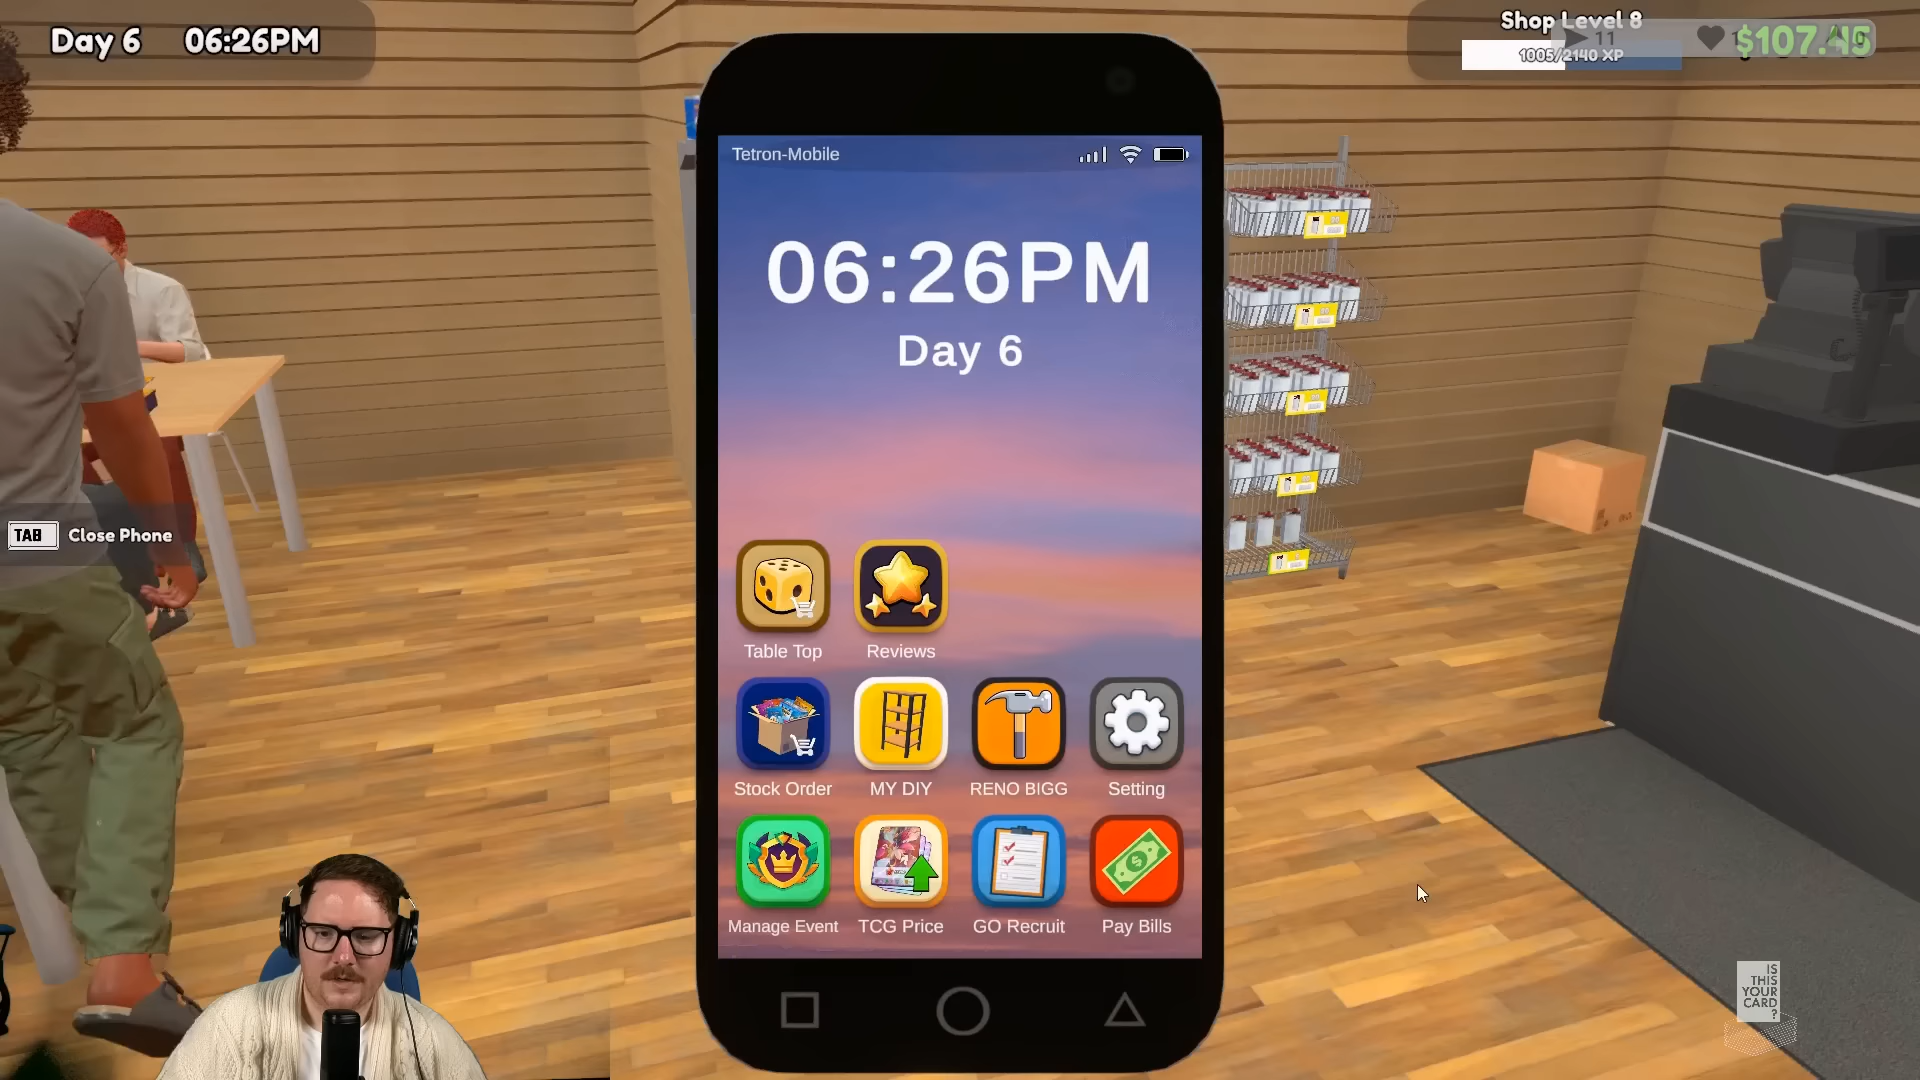 Day 6 06:26PM
Shop Level 8
1005/2140 XP
11
$107.45
Tetron-Mobile
06:26PM
Day 6
TAB Close Phone
Table Top Reviews
Stock Order MY DIY RENO BIGG Setting
Manage Event TCG Price GO Recruit Pay Bills
IS
THIS
YOUR
CARD
?